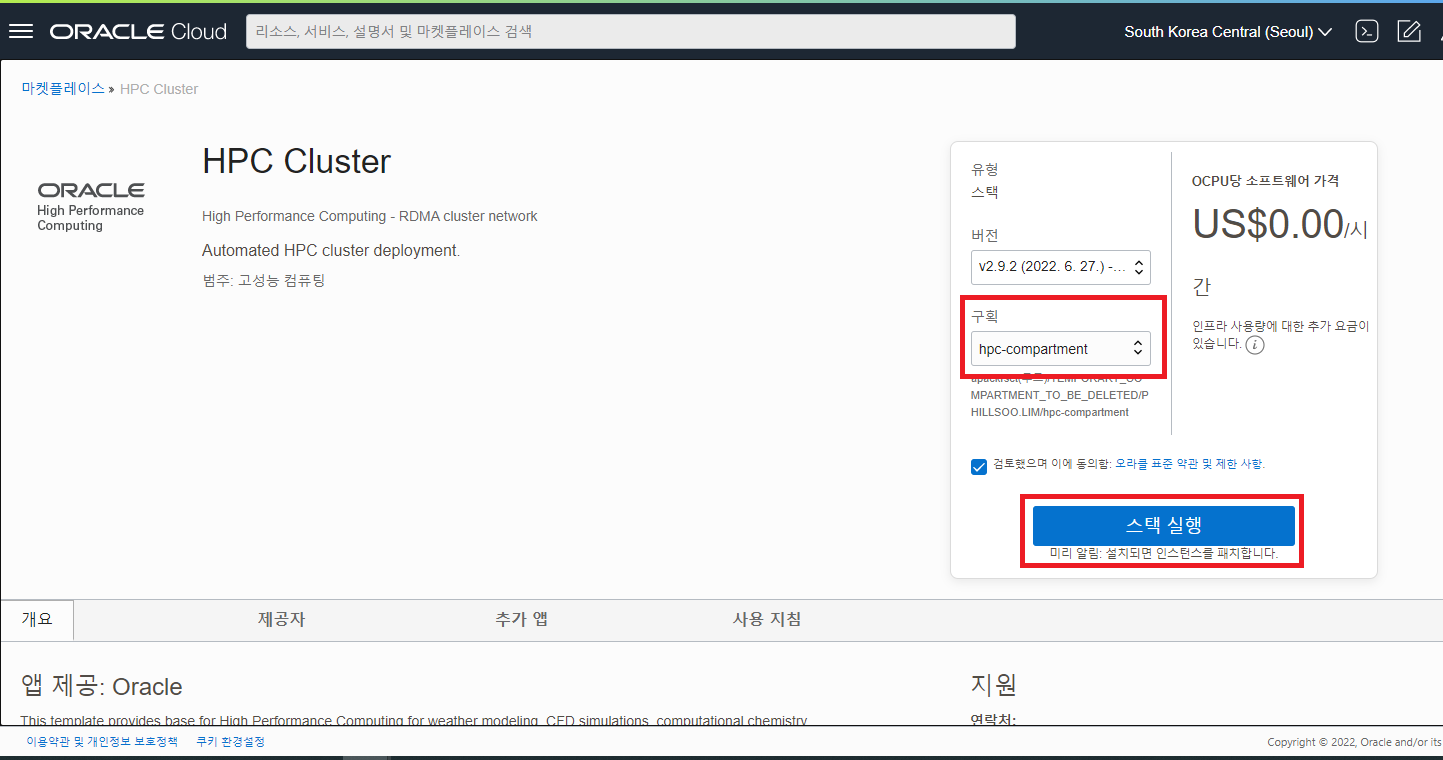 ORACLE Cloud
리소스, 서비스, 설명서 및 마켓플레이스 검색
South Korea Central (Seoul)
마켓플레이스 » HPC Cluster
ORACLE
High Performance
Computing
HPC Cluster
High Performance Computing - RDMA cluster network
Automated HPC cluster deployment.
범주: 고성능 컴퓨팅
유형
스택
버전
v2.9.2 (2022. 6. 27.) -...
구획
hpc-compartment
MPARTMENT_TO_BE_DELETED/P
HILLSOO.LIM/hpc-compartment
OCPU당 소프트웨어 가격
US$0.00/시
간
인프라 사용량에 대한 추가 요금이
있습니다.
검토했으며 이에 동의함: 오라클 표준 약관 및 제한 사항.
스택 실행
미리 알림: 설치되면 인스턴스를 패치합니다.
개요
제공자
추가 앱
사용 지침
앱 제공: Oracle
This template provides base for High Performance Computing for weather modeling, CFD simulations, computational chemistry
지원
연락처:
이용약관 및 개인정보 보호정책
쿠키 환경설정
Copyright © 2022, Oracle and/or its